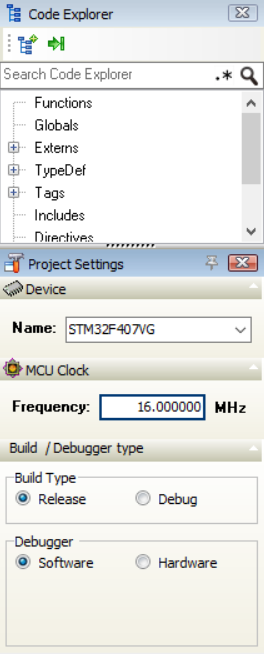 Code Explorer
Search Code Explorer
.*
Functions
Globals
Externs
TypeDef
Tags
Includes
Directives
Project Settings
Device
Name: STM32F407VG
MCU Clock
Frequency: 16.000000 MHz
Build / Debugger type
Build Type
Release Debug
Debugger
Software Hardware